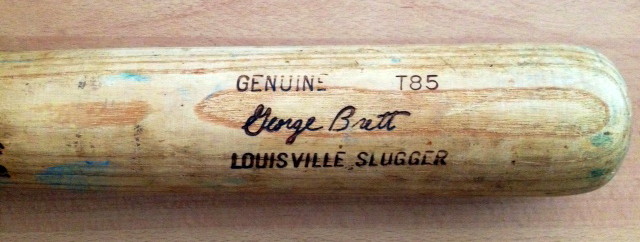 GENUINE T85
George Brett
LOUISVILLE SLUGGER